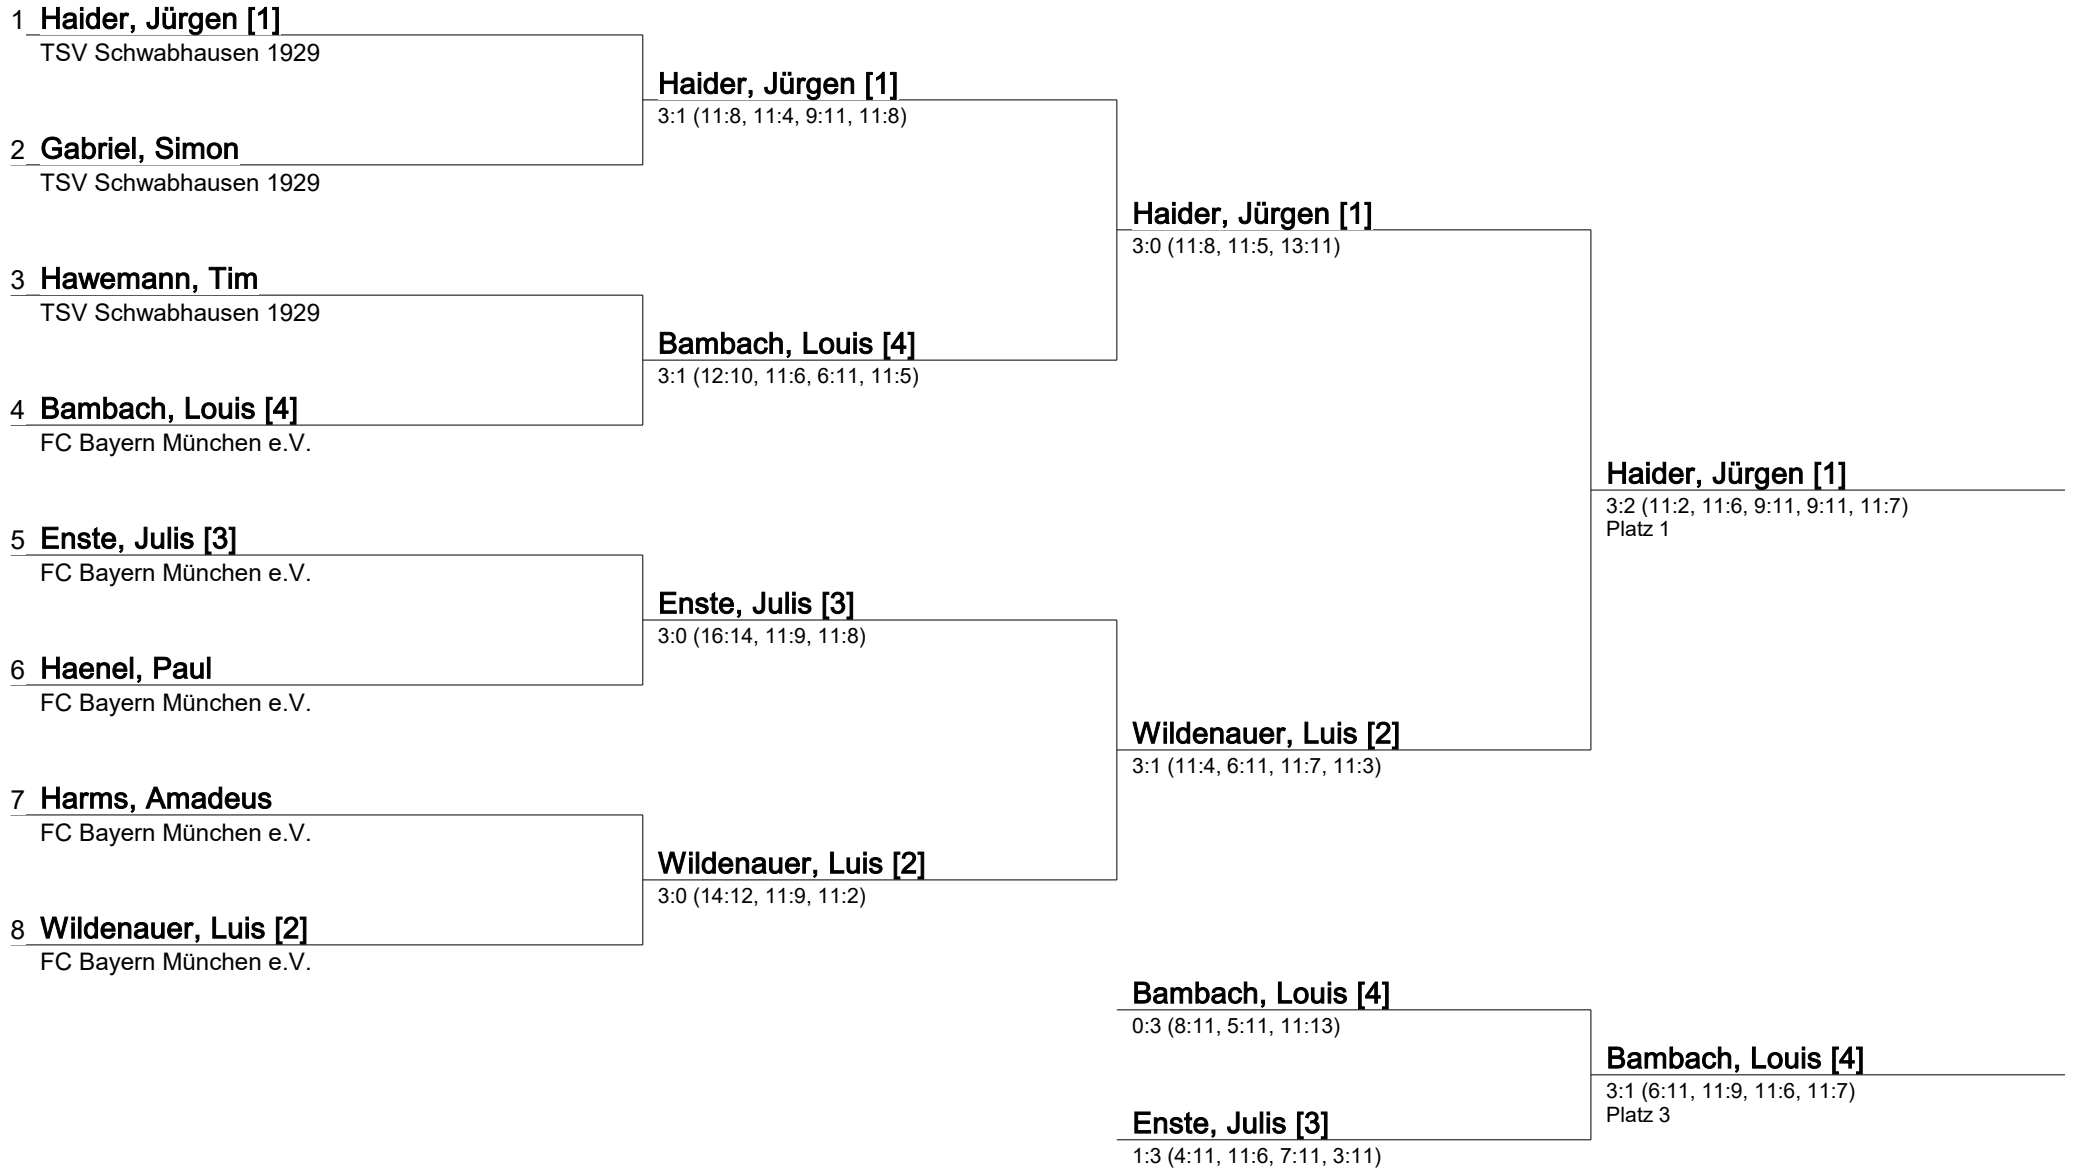 1 Haider, Jürgen [1]
TSV Schwabhausen 1929
Haider, Jürgen [1]
3:1 (11:8, 11:4, 9:11, 11:8)
2 Gabriel, Simon
TSV Schwabhausen 1929
Haider, Jürgen [1]
3:0 (11:8, 11:5, 13:11)
3 Hawemann, Tim
TSV Schwabhausen 1929
Bambach, Louis [4]
3:1 (12:10, 11:6, 6:11, 11:5)
4 Bambach, Louis [4]
FC Bayern München e.V.
Haider, Jürgen [1]
3:2 (11:2, 11:6, 9:11, 9:11, 11:7)
Platz 1
5 Enste, Julis [3]
FC Bayern München e.V.
Enste, Julis [3]
3:0 (16:14, 11:9, 11:8)
6 Haenel, Paul
FC Bayern München e.V.
Wildenauer, Luis [2]
3:1 (11:4, 6:11, 11:7, 11:3)
7 Harms, Amadeus
FC Bayern München e.V.
Wildenauer, Luis [2]
3:0 (14:12, 11:9, 11:2)
8 Wildenauer, Luis [2]
FC Bayern München e.V.
Bambach, Louis [4]
0:3 (8:11, 5:11, 11:13)
Bambach, Louis [4]
3:1 (6:11, 11:9, 11:6, 11:7)
Platz 3
Enste, Julis [3]
1:3 (4:11, 11:6, 7:11, 3:11)